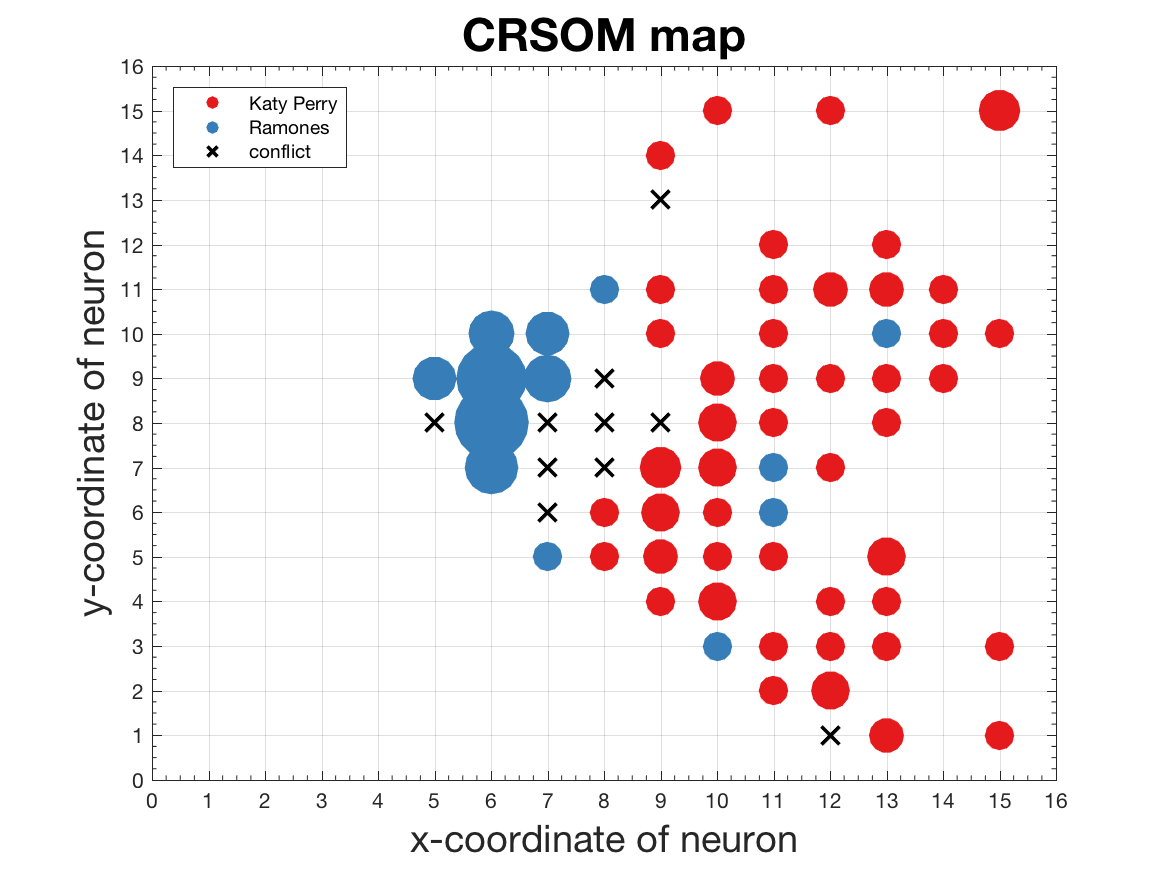 CRSOM map
Katy Perry
Ramones
conflict
16
15
14
13
12
11
10
9
8
7
6
5
4
3
2
1
0
y-coordinate of neuron
0 1 2 3 4 5 6 7 8 9 10 11 12 13 14 15 16
x-coordinate of neuron